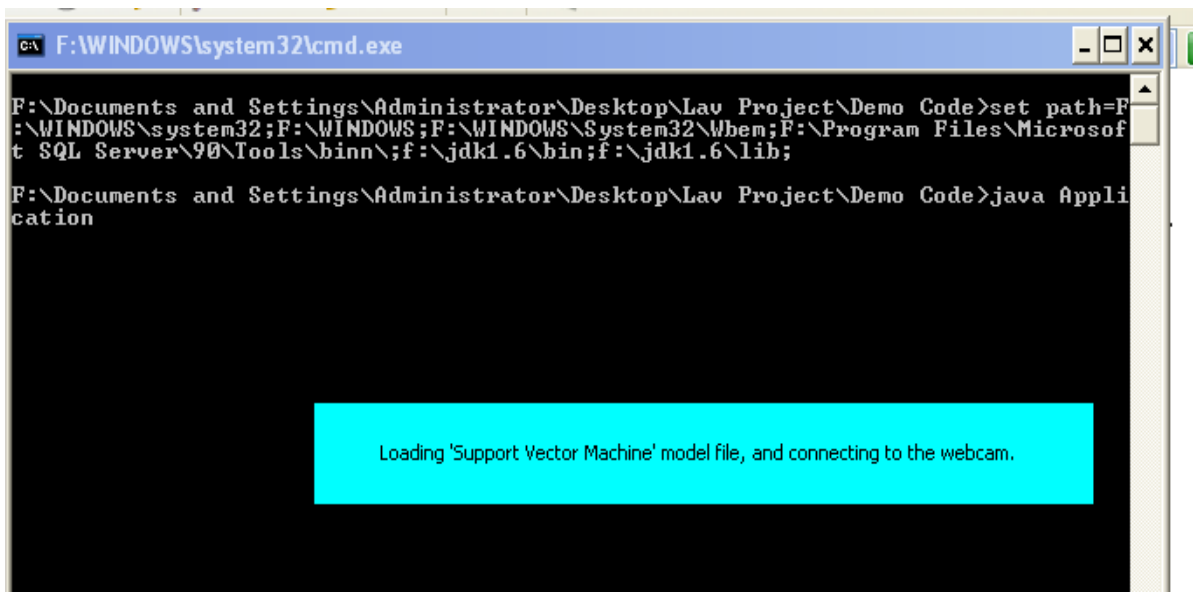 F:\WINDOWS\system32\cmd.exe
F:\Documents and Settings\Administrator\Desktop\Lav Project\Demo Code>set path=F
:\WINDOWS\system32;F:\WINDOWS;F:\WINDOWS\System32\Wbem;F:\Program Files\Microsof
t SQL Server\90\Tools\binn\;f:\jdk1.6\bin;f:\jdk1.6\lib;
F:\Documents and Settings\Administrator\Desktop\Lav Project\Demo Code>java Appli
cation
Loading 'Support Vector Machine' model file, and connecting to the webcam.